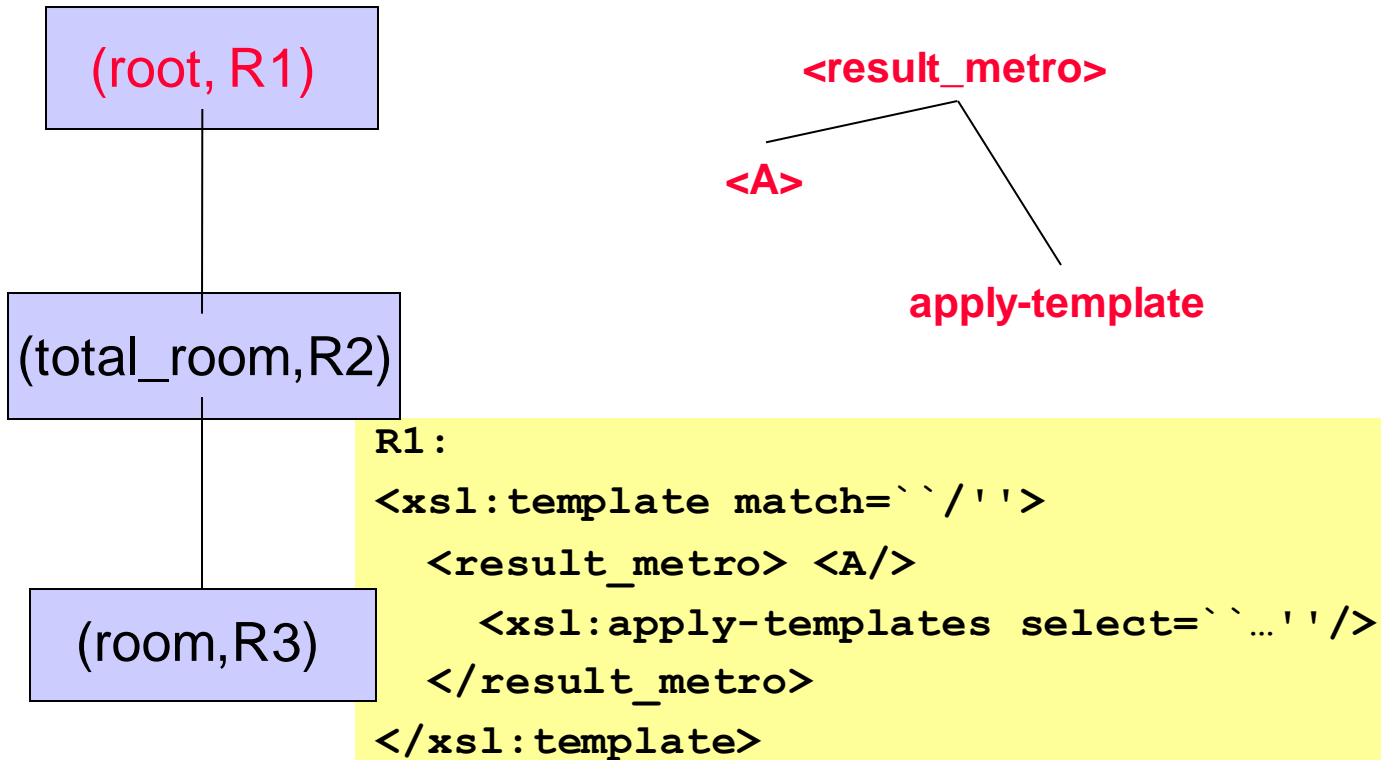 (root, R1)
<result_metro>
<A>
apply-template
(total_room,R2)
(room,R3)
R1:
<xsl:template match=``/''>
<result_metro> <A/>
<xsl:apply-templates select=``…''/>
</result_metro>
</xsl:template>